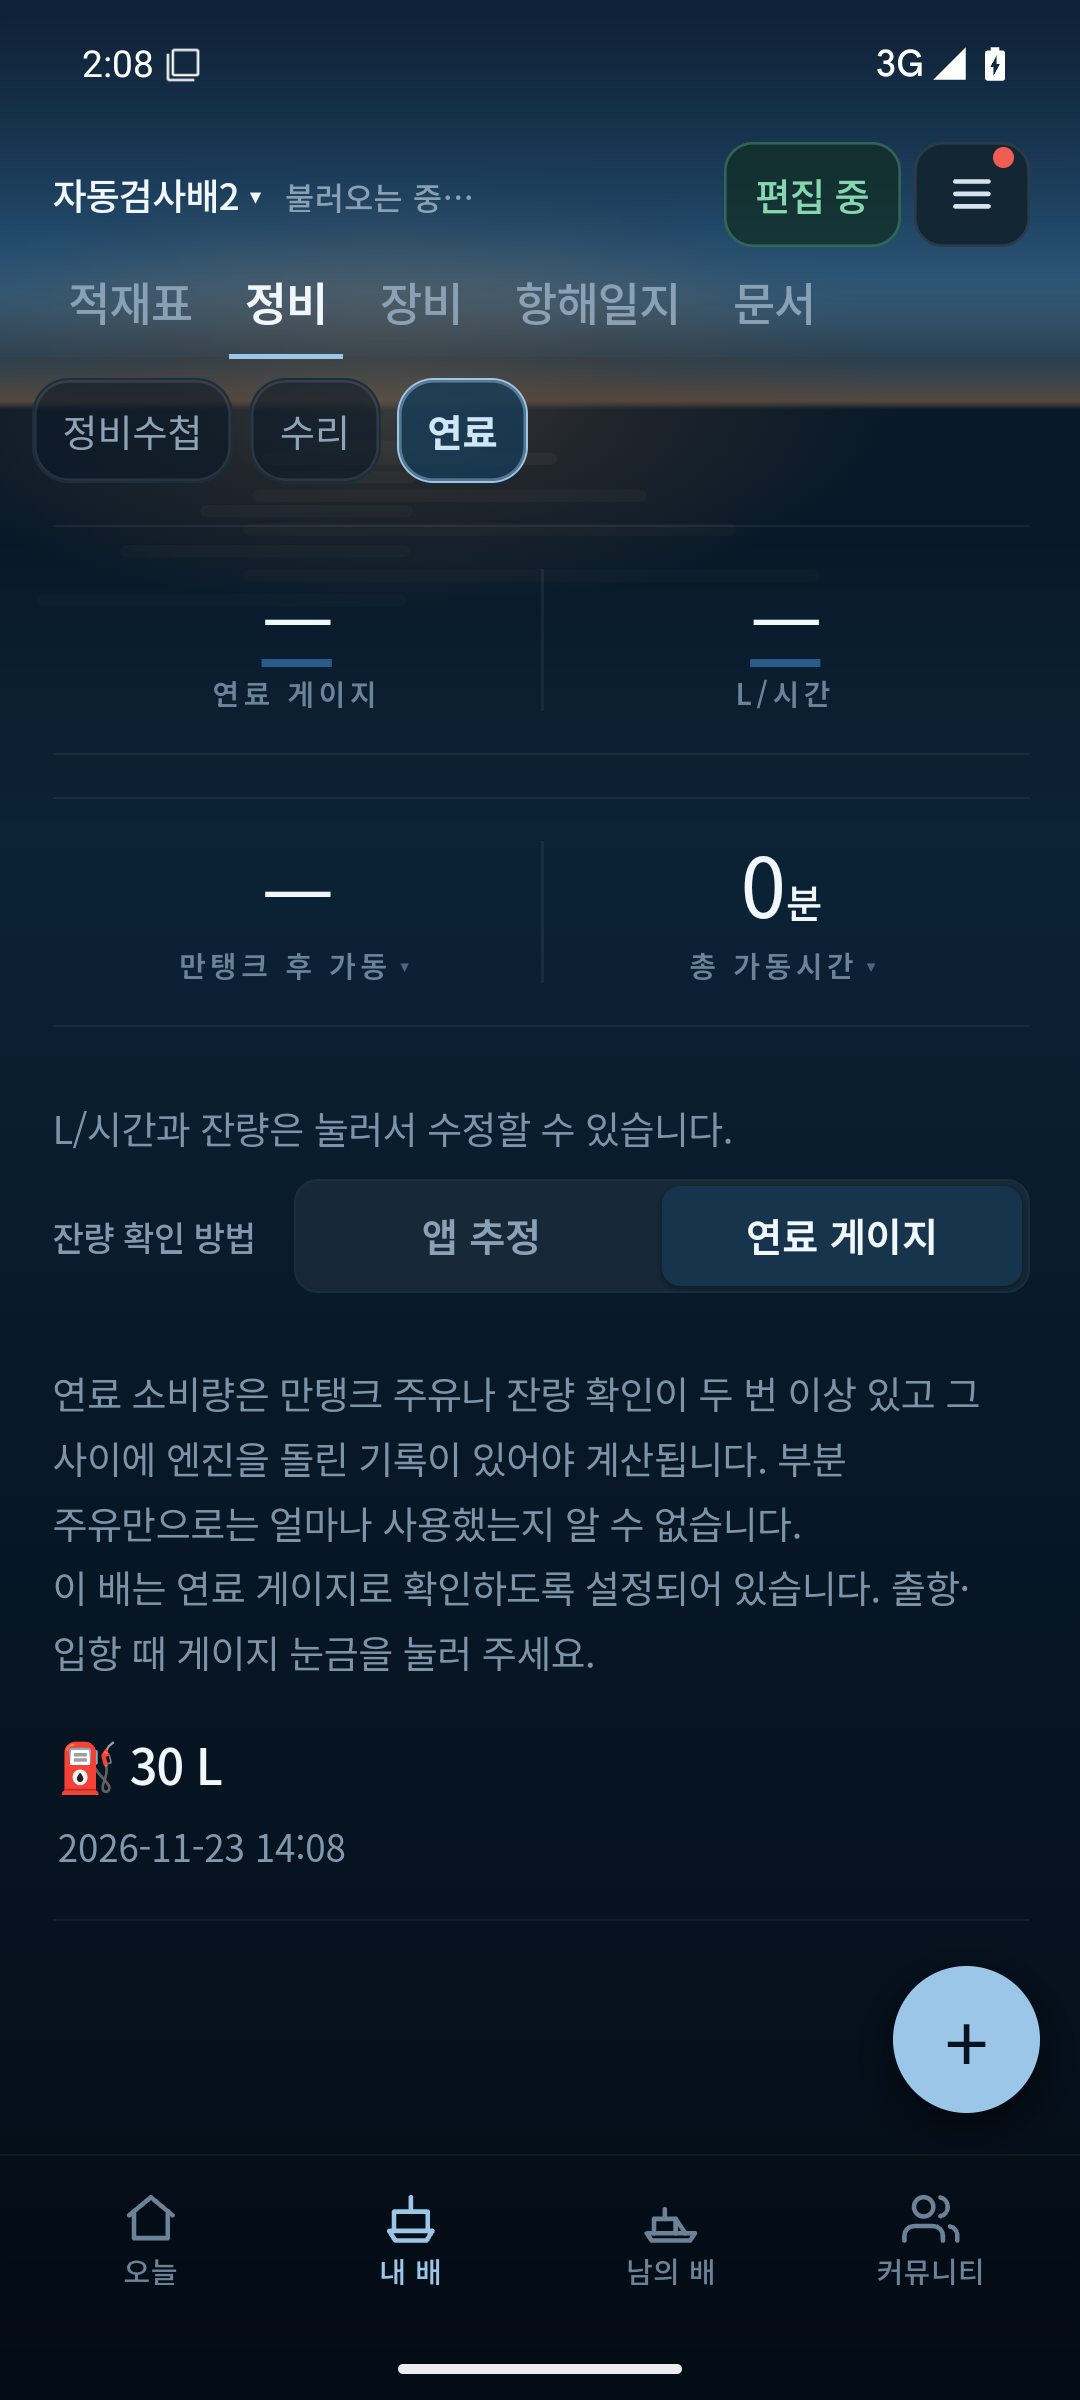 2:08
3G
자동검사배2 ▾ 불러오는 중…
편집 중
적재표 정비 장비 항해일지 문서
정비수첩 수리 연료
— —
연료 게이지 L/시간
— 0분
만탱크 후 가동 ▾ 총 가동시간 ▾
L/시간과 잔량은 눌러서 수정할 수 있습니다.
잔량 확인 방법 앱 추정 연료 게이지
연료 소비량은 만탱크 주유나 잔량 확인이 두 번 이상 있고 그
사이에 엔진을 돌린 기록이 있어야 계산됩니다. 부분
주유만으로는 얼마나 사용했는지 알 수 없습니다.
이 배는 연료 게이지로 확인하도록 설정되어 있습니다. 출항·
입항 때 게이지 눈금을 눌러 주세요.
⛽ 30 L
2026-11-23 14:08
+
오늘 내 배 남의 배 커뮤니티